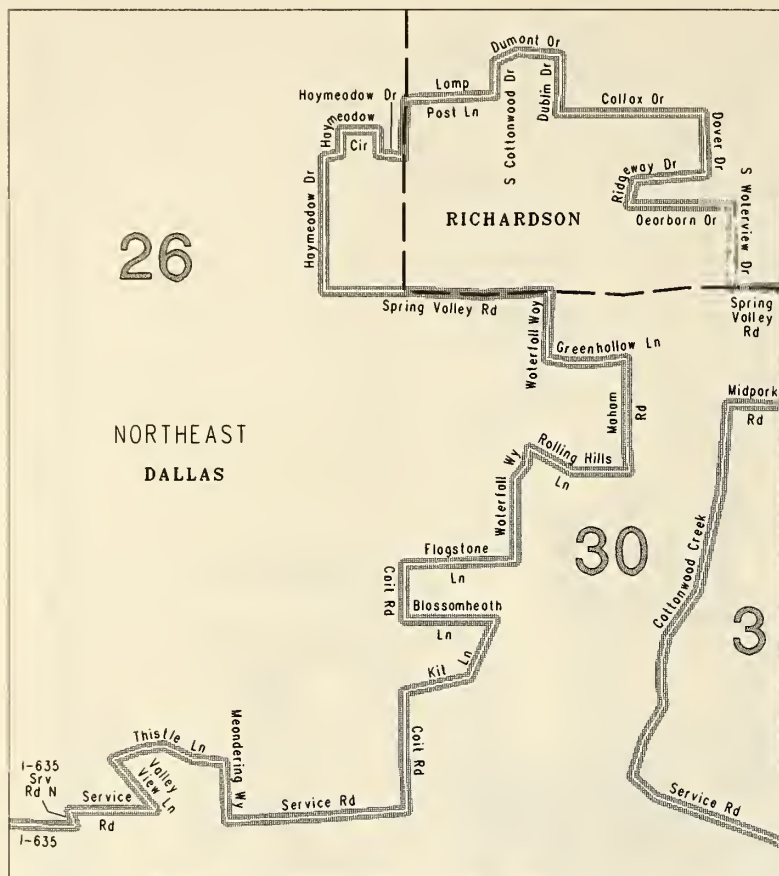 Dumont Dr
Haymeadow Dr
Lomp
Post Ln
S Cottonwood Dr
Dublin Dr
Collox Dr
Haymeadow
Cir
Dover Dr
Ridgeway Dr
Dearborn Dr
S Waterview Dr
Haymeadow Dr
RICHARDSON
26
Spring Valley Rd
Spring
Valley
Rd
Waterfall Way
Greenhollow Ln
Maham
Rd
Midpark
Rd
NORTHEAST
DALLAS
Rolling Hills
Ln
Waterfall Wy
30
Flagstone
Ln
Coit Rd
Blossomheath
Ln
Cottonwood Creek
3
Kit Ln
Coit Rd
Thistle Ln
Meandering Wy
Valley
View Ln
I-635
Srv
Rd N
Service
Rd
I-635
Service Rd
Service Rd